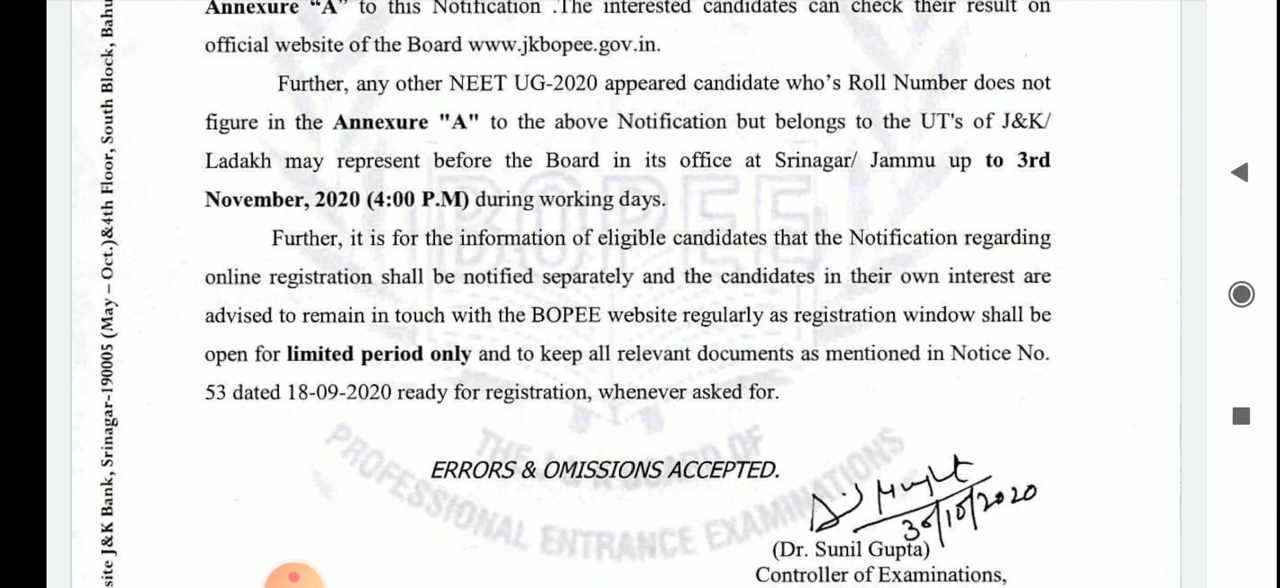 Annexure "A" to this Notification .The interested candidates can check their result on
official website of the Board www.jkbopee.gov.in.
Further, any other NEET UG-2020 appeared candidate who's Roll Number does not
figure in the Annexure "A" to the above Notification but belongs to the UT's of J&K/
Ladakh may represent before the Board in its office at Srinagar/ Jammu up to 3rd
November, 2020 (4:00 P.M) during working days.
Further, it is for the information of eligible candidates that the Notification regarding
online registration shall be notified separately and the candidates in their own interest are
advised to remain in touch with the BOPEE website regularly as registration window shall be
open for limited period only and to keep all relevant documents as mentioned in Notice No.
53 dated 18-09-2020 ready for registration, whenever asked for.
ERRORS & OMISSIONS ACCEPTED.
30/10/2020
(Dr. Sunil Gupta)
Controller of Examinations,
site J&K Bank, Srinagar-190005 (May – Oct.)&4th Floor, South Block, Bahu
BOPEE
THE J&K BOARD OF
PROFESSIONAL ENTRANCE EXAMINATIONS